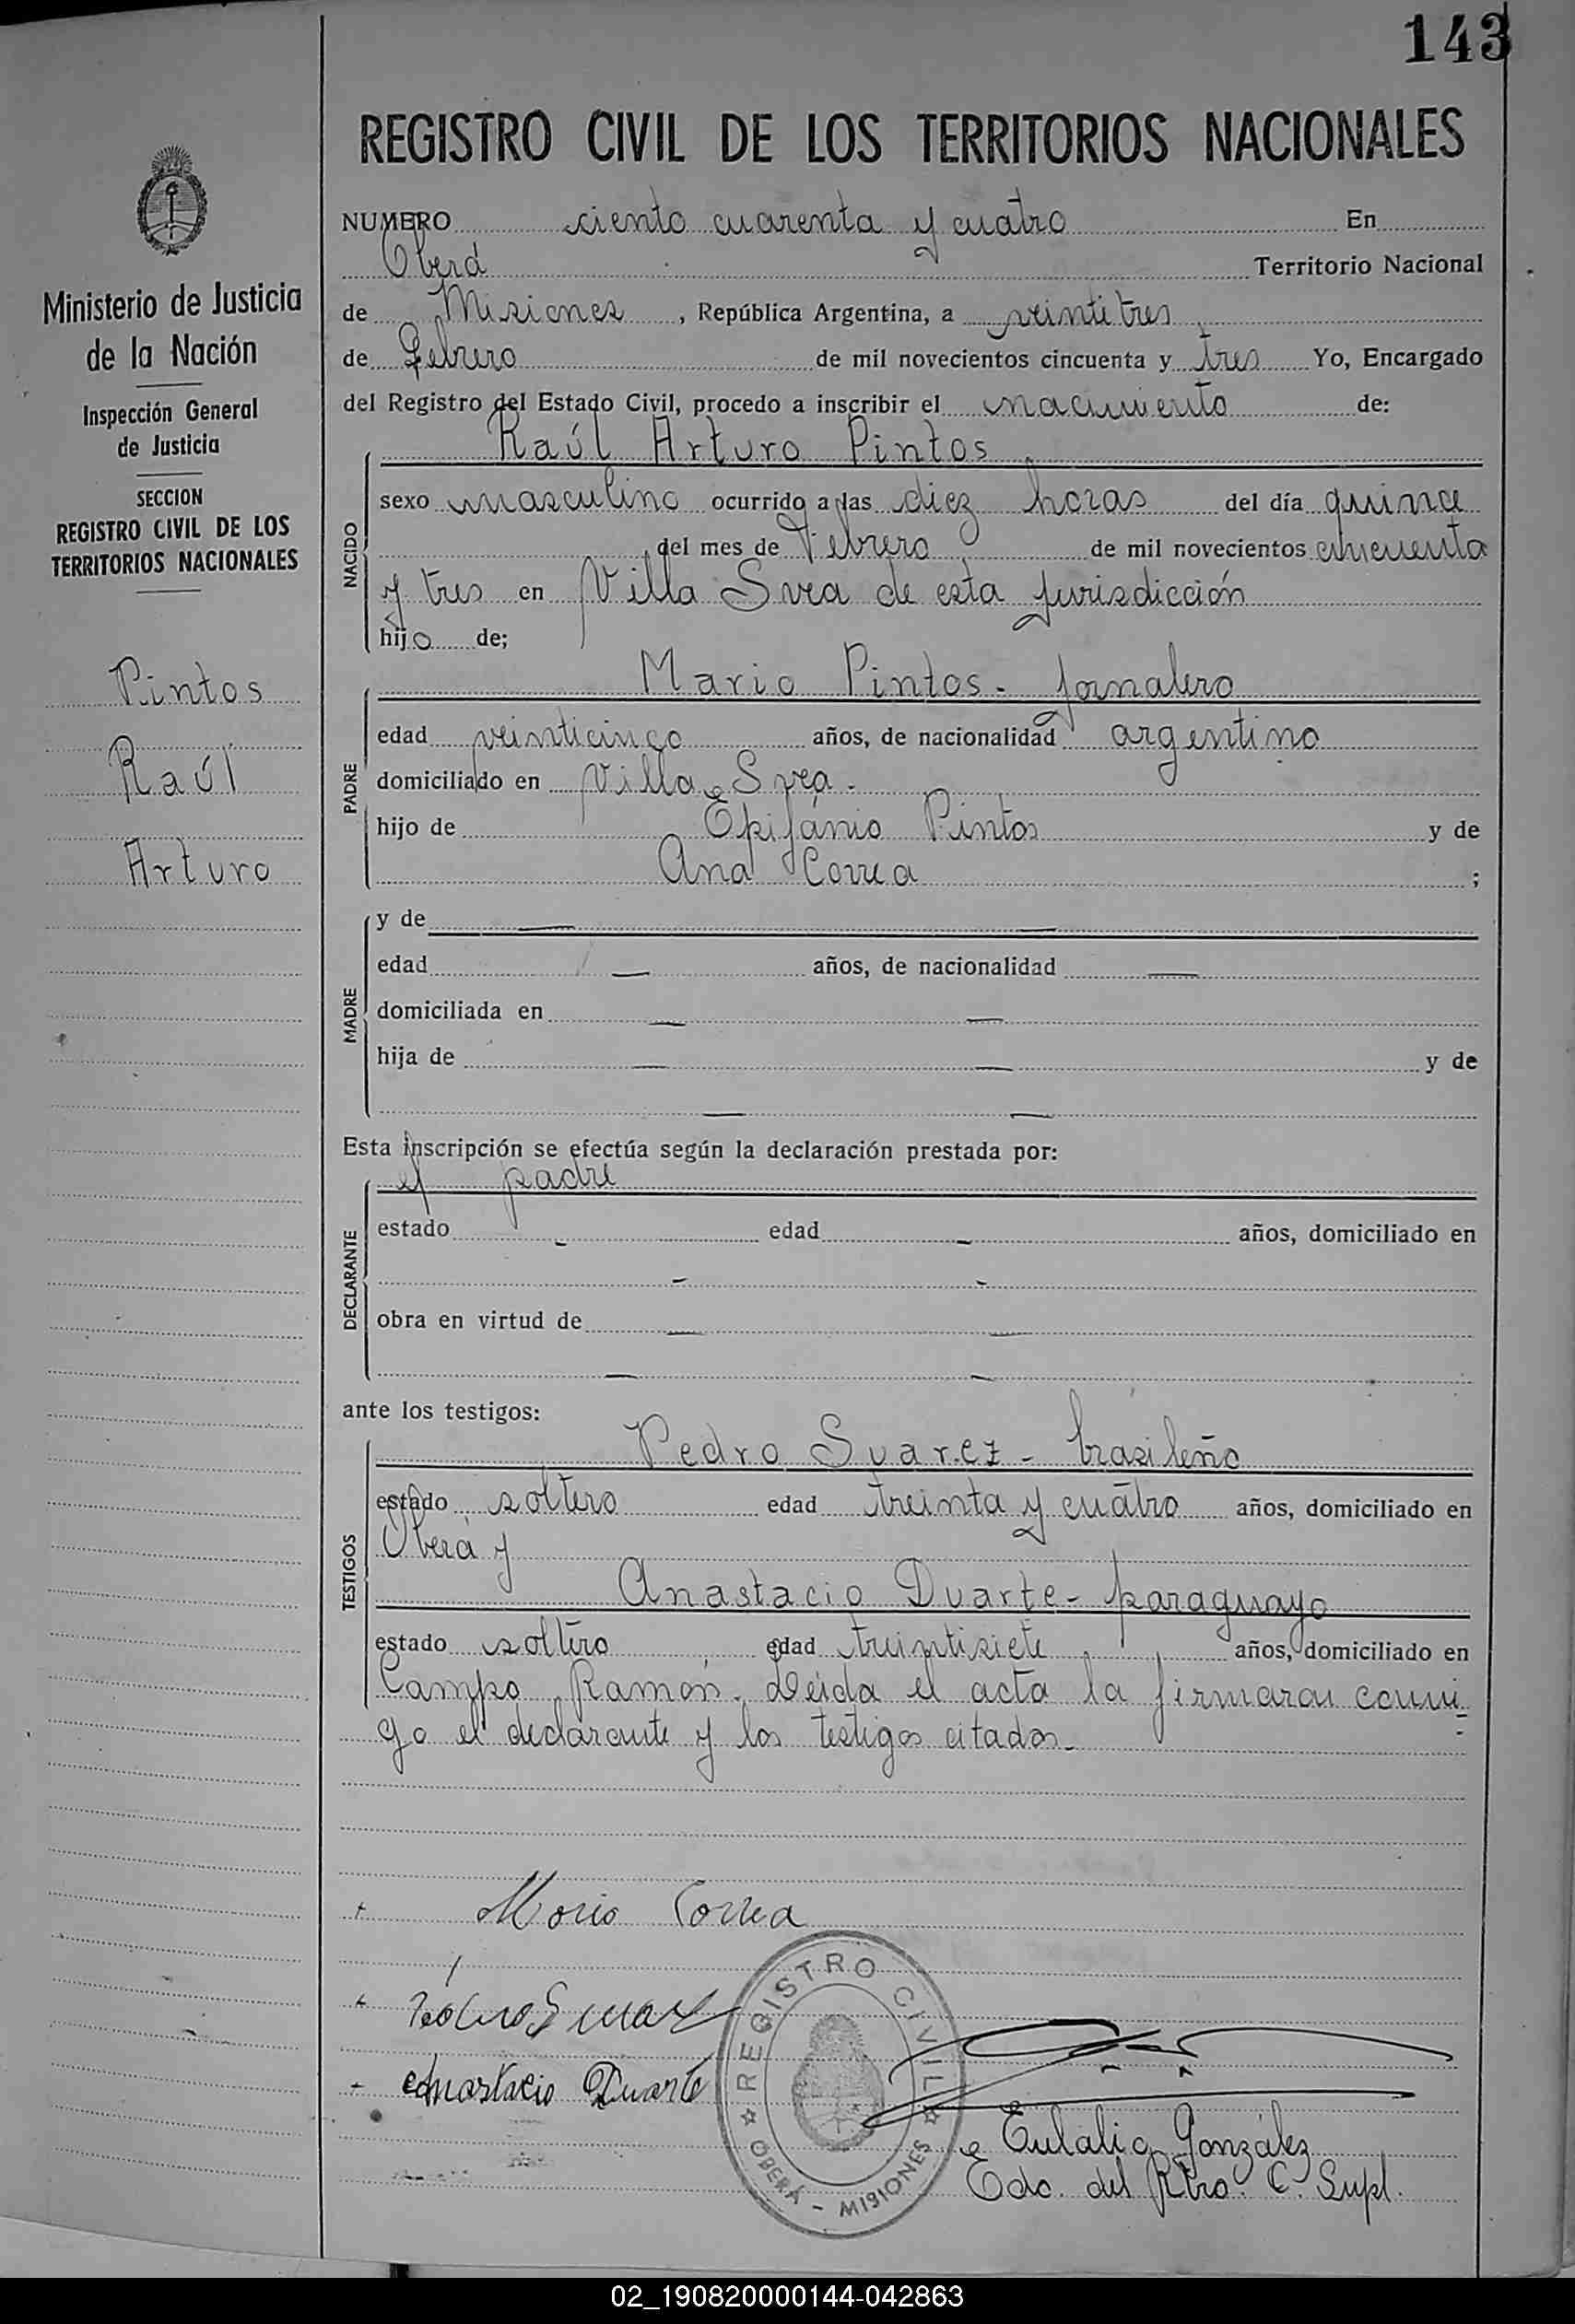 143
REGISTRO CIVIL DE LOS TERRITORIOS NACIONALES
Ministerio de Justicia
de la Nación
Inspección General
de Justicia
SECCION
REGISTRO CIVIL DE LOS
TERRITORIOS NACIONALES
Pintos
Raúl
Arturo
NUMERO ciento cuarenta y cuatro En
Oberá Territorio Nacional
de Misiones, República Argentina, a veintitres
de Febrero de mil novecientos cincuenta y tres Yo, Encargado
del Registro del Estado Civil, procedo a inscribir el nacimiento de:
NACIDO
Raúl Arturo Pintos
sexo masculino ocurrido a las diez horas del día quince
del mes de Febrero de mil novecientos cincuenta
y tres en Villa Svea de esta jurisdicción
hijo de;
PADRE
Mario Pintos - jornalero
edad veinticinco años, de nacionalidad argentino
domiciliado en Villa Svea.
hijo de Epifánio Pintos y de
Ana Correa ;
MADRE
y de — —
edad — años, de nacionalidad —
domiciliada en — —
hija de — — y de
— —
Esta inscripción se efectúa según la declaración prestada por:
DECLARANTE
el padre
estado - edad - años, domiciliado en
- -
obra en virtud de — —
— —
ante los testigos:
TESTIGOS
Pedro Suarez - brasileño
estado soltero edad treinta y cuatro años, domiciliado en
Oberá y
Anastacio Duarte - paraguayo
estado soltero edad treintisiete años, domiciliado en
Campo Ramón. Leida el acta la firmaron conmi
go el declarante y los testigos citados.
Mario Correa
Pedro Suarez
Anastacio Duarte
REGISTRO CIVIL
OBERÁ - MISIONES
Eulalio González
Edo. del Rtro. C. Supl.
02_190820000144-042863